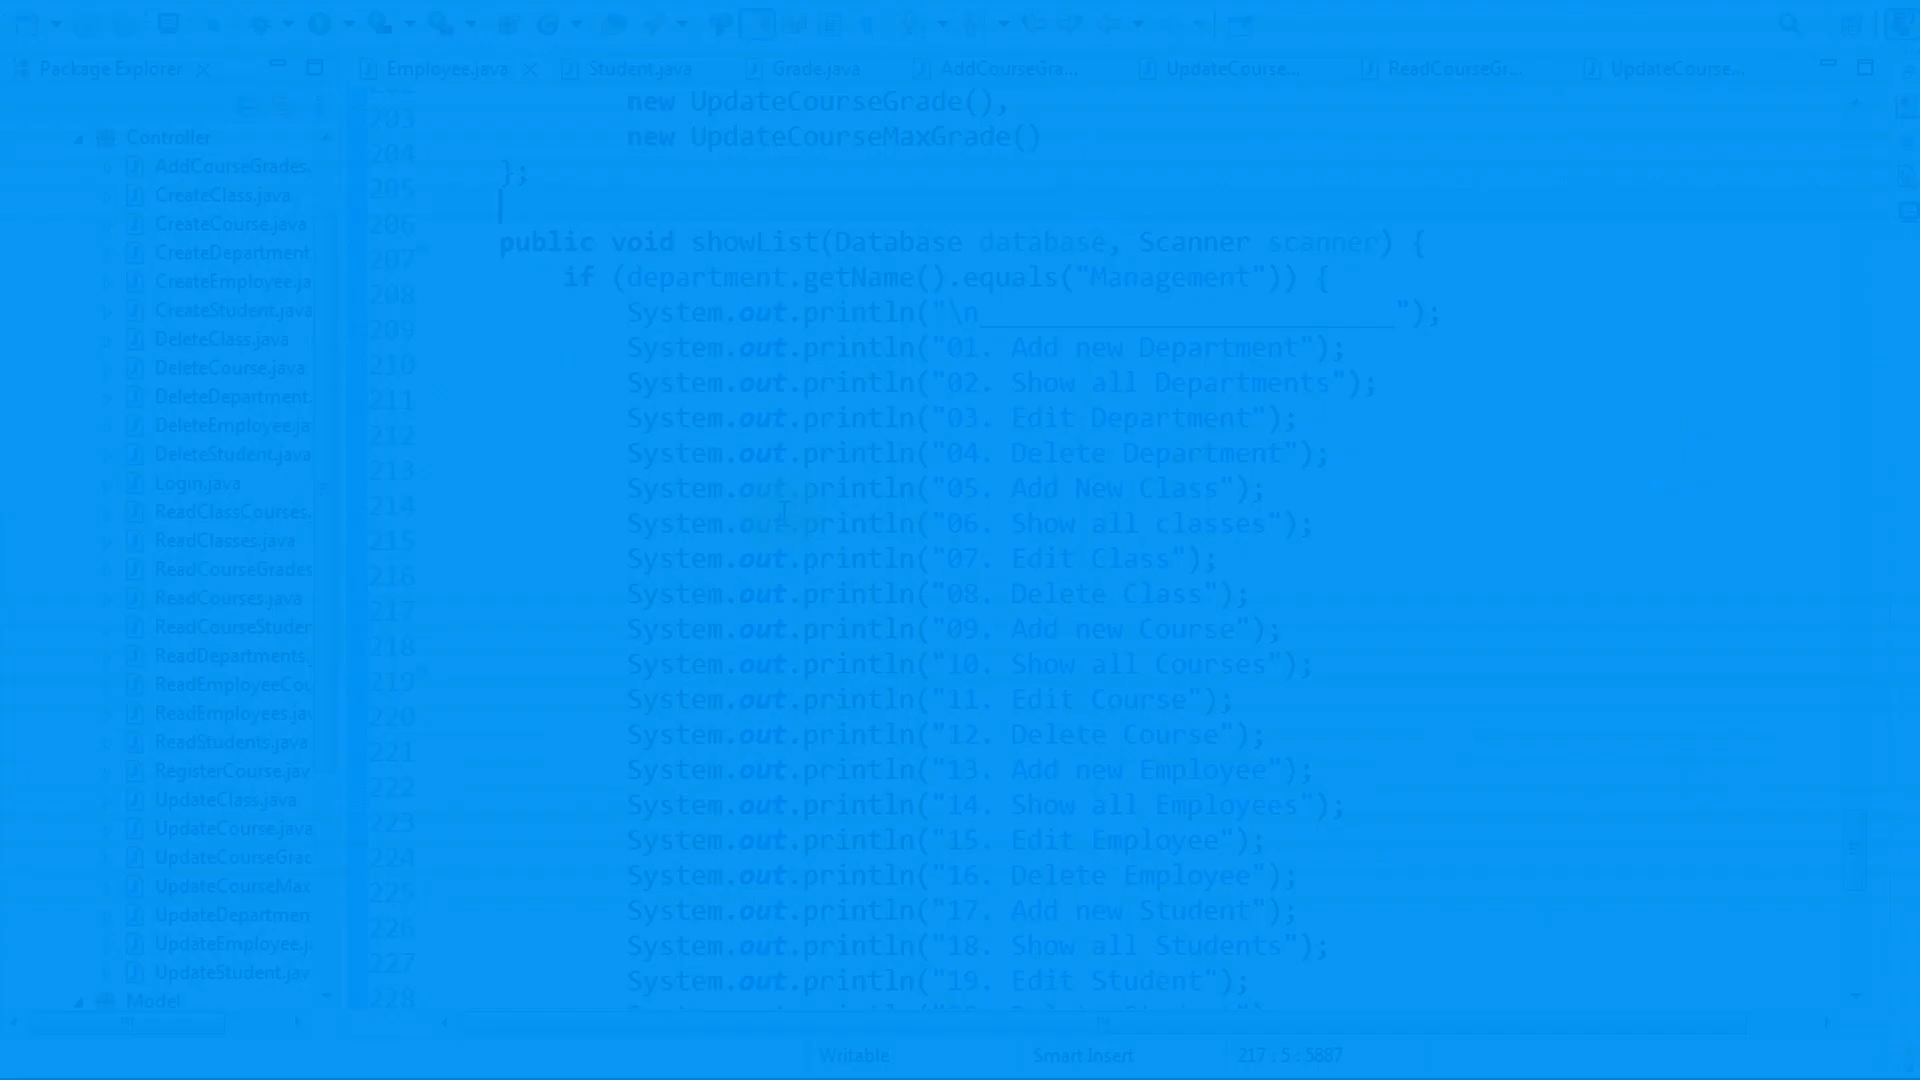 Package Explorer
Employee.java
Student.java
Grade.java
AddCourseGra...
UpdateCourse...
ReadCourseGr...
UpdateCourse...
Controller
AddCourseGrades.
CreateClass.java
CreateCourse.java
CreateDepartment
CreateEmployee.ja
CreateStudent.java
DeleteClass.java
DeleteCourse.java
DeleteDepartment.
DeleteEmployee.ja
DeleteStudent.java
Login.java
ReadClassCourses.
ReadClasses.java
ReadCourseGrades
ReadCourses.java
ReadCourseStuder
ReadDepartments.
ReadEmployeeCou
ReadEmployees.jav
ReadStudents.java
RegisterCourse.jav
UpdateClass.java
UpdateCourse.java
UpdateCourseGrac
UpdateCourseMax
UpdateDepartmen
UpdateEmployee.j
UpdateStudent.jav
Model
203
204
205
206
207
208
209
210
211
212
213
214
215
216
217
218
219
220
221
222
223
224
225
226
227
228
new UpdateCourseGrade(),
new UpdateCourseMaxGrade()
};
public void showList(Database database, Scanner scanner) {
if (department.getName().equals("Management")) {
System.out.println("\n__________________________");
System.out.println("01. Add new Department");
System.out.println("02. Show all Departments");
System.out.println("03. Edit Department");
System.out.println("04. Delete Department");
System.out.println("05. Add New Class");
System.out.println("06. Show all classes");
System.out.println("07. Edit Class");
System.out.println("08. Delete Class");
System.out.println("09. Add new Course");
System.out.println("10. Show all Courses");
System.out.println("11. Edit Course");
System.out.println("12. Delete Course");
System.out.println("13. Add new Employee");
System.out.println("14. Show all Employees");
System.out.println("15. Edit Employee");
System.out.println("16. Delete Employee");
System.out.println("17. Add new Student");
System.out.println("18. Show all Students");
System.out.println("19. Edit Student");
Writable
Smart Insert
217 : 5 : 5887